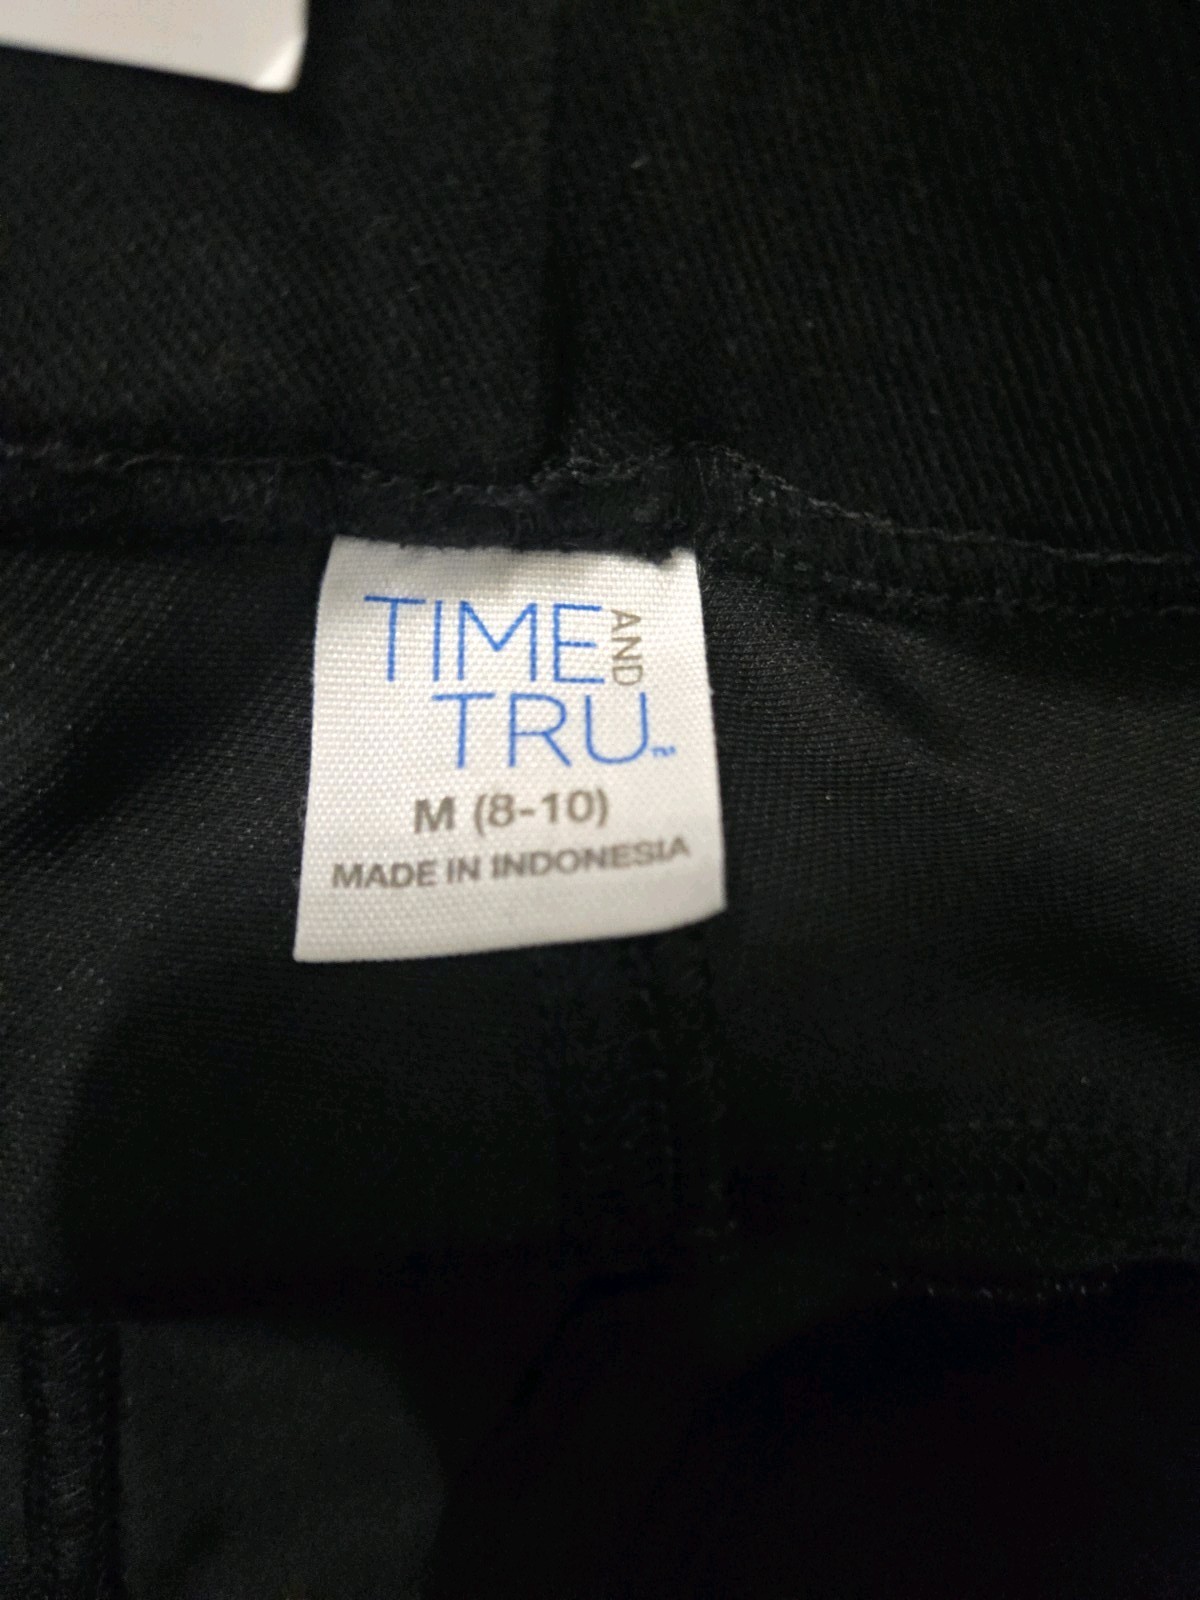 TIME AND
TRU™
M (8-10)
MADE IN INDONESIA